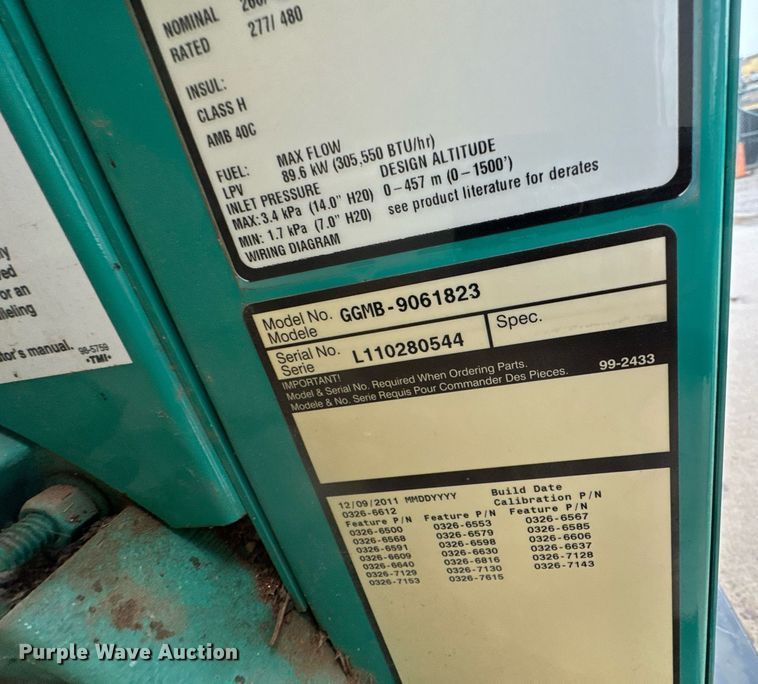 NOMINAL
RATED 277/ 480
INSUL:
CLASS H
AMB 40C
FUEL: MAX FLOW
LPV 89.6 kW (305,550 BTU/hr)
INLET PRESSURE DESIGN ALTITUDE
MAX: 3.4 kPa (14.0" H20) 0-457 m (0-1500')
MIN: 1.7 kPa (7.0" H20) see product literature for derates
WIRING DIAGRAM
or an
tor's manual. 98-5759
•TMI•
Model No. GGMB-9061823
Modele
Serial No. L110280544 Spec.
Serie
IMPORTANT!
Model & Serial No. Required When Ordering Parts. 99-2433
Modele & No. Serie Requis Pour Commander Des Pieces.
12/09/2011 MMDDYYYY Build Date
0326-6612 Calibration P/N
Feature P/N Feature P/N Feature P/N
0326-6500 0326-6553 0326-6567
0326-6568 0326-6579 0326-6585
0326-6591 0326-6598 0326-6606
0326-6609 0326-6630 0326-6637
0326-6640 0326-6816 0326-7128
0326-7129 0326-7130 0326-7143
0326-7153 0326-7615
Purple Wave Auction